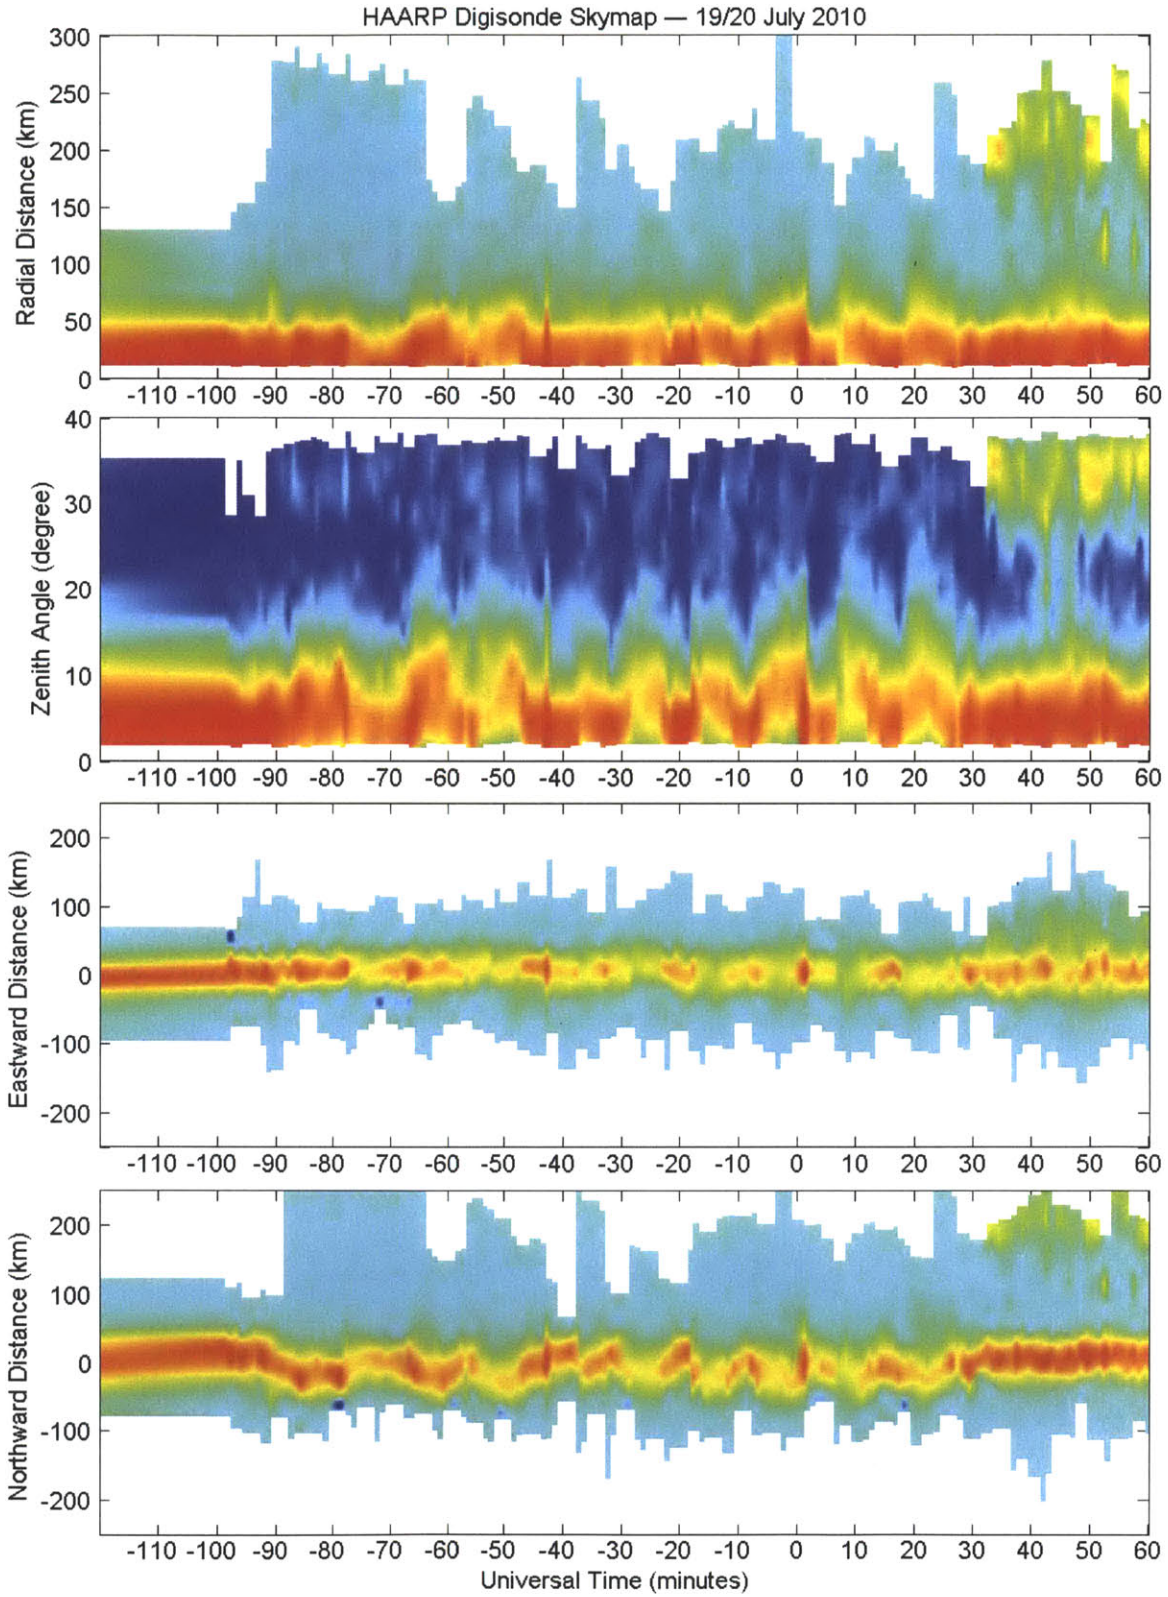 HAARP Digisonde Skymap — 19/20 July 2010
300
250
200
150
100
50
0
Radial Distance (km)
-110 -100 -90 -80 -70 -60 -50 -40 -30 -20 -10 0 10 20 30 40 50 60
40
30
20
10
0
Zenith Angle (degree)
-110 -100 -90 -80 -70 -60 -50 -40 -30 -20 -10 0 10 20 30 40 50 60
200
100
0
-100
-200
Eastward Distance (km)
-110 -100 -90 -80 -70 -60 -50 -40 -30 -20 -10 0 10 20 30 40 50 60
200
100
0
-100
-200
Northward Distance (km)
-110 -100 -90 -80 -70 -60 -50 -40 -30 -20 -10 0 10 20 30 40 50 60
Universal Time (minutes)